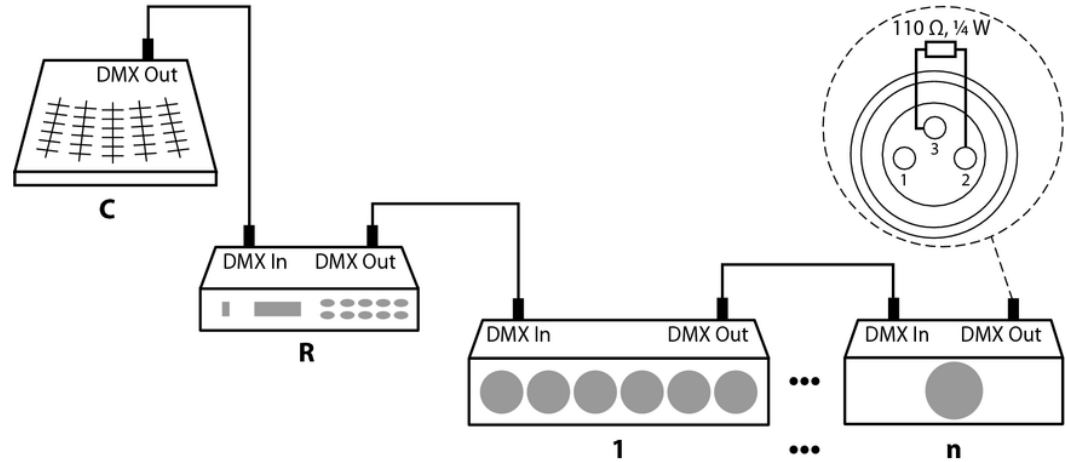 110 Ω, ¼ W
DMX Out
3
1
2
C
DMX In
DMX Out
R
DMX In
DMX Out
DMX In
DMX Out
•••
1
•••
n